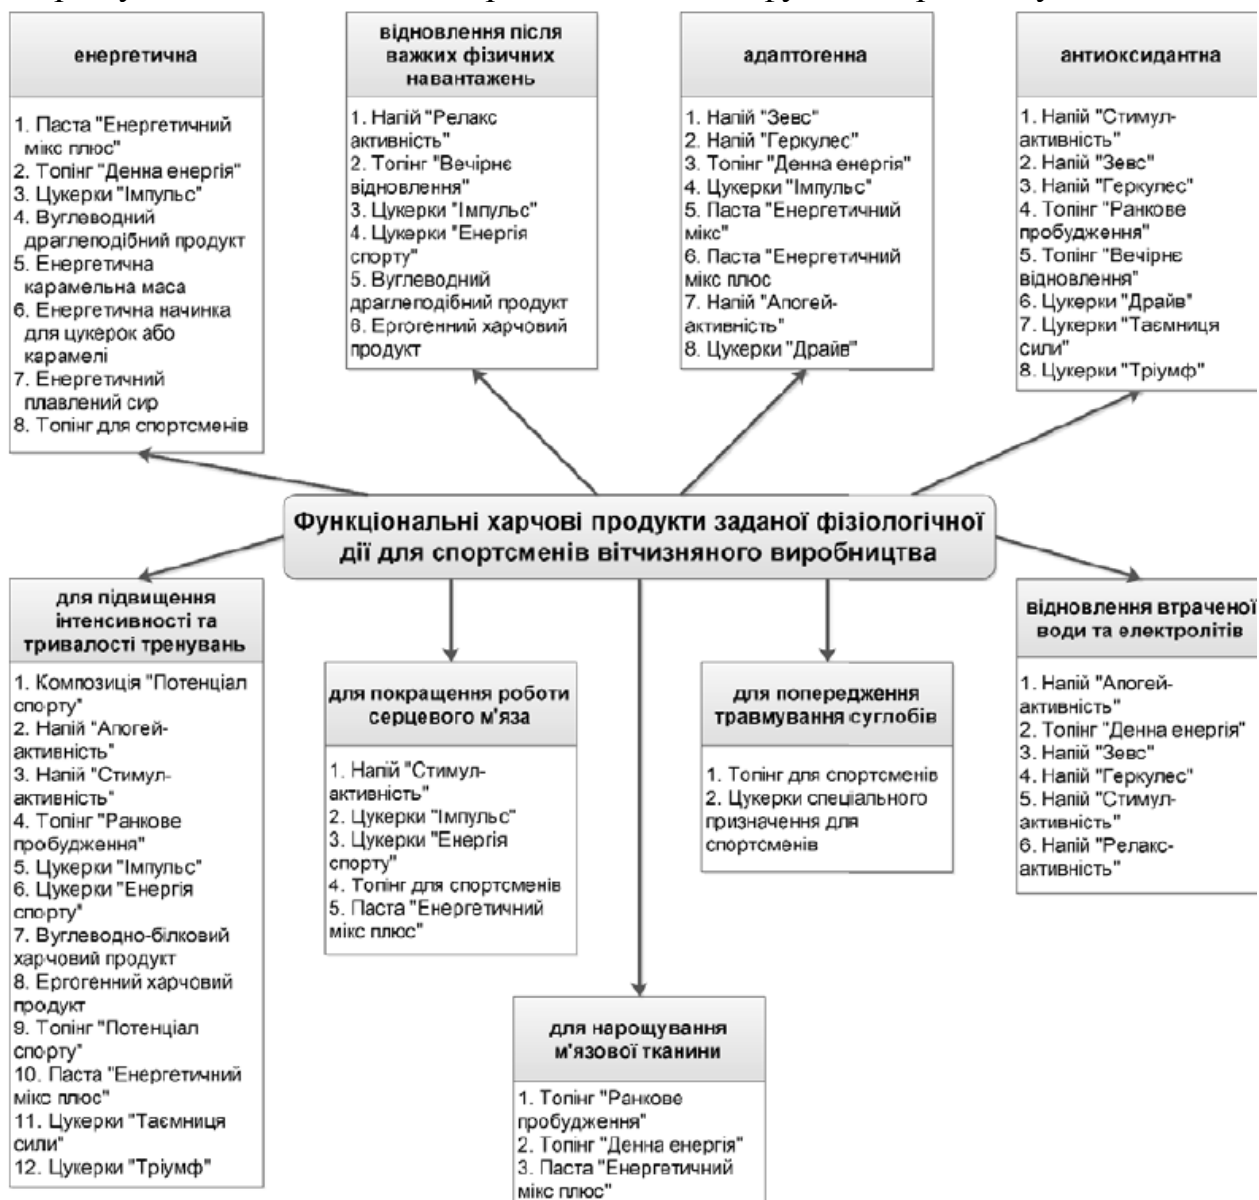 енергетична
1. Паста "Енергетичний
мікс плюс"
2. Топінг "Денна енергія"
3. Цукерки "Імпульс"
4. Вуглеводний
драглеподібний продукт
5. Енергетична
карамельна маса
6. Енергетична начинка
для цукерок або
карамелі
7. Енергетичний
плавлений сир
8. Топінг для спортсменів
відновлення після
важких фізичних
навантажень
1. Напій "Релакс
активність"
2. Топінг "Вечірнє
відновлення"
3. Цукерки "Імпульс"
4. Цукерки "Енергія
спорту"
5. Вуглеводний
драглеподібний продукт
6. Ергогенний харчовий
продукт
адаптогенна
1. Напій "Зевс"
2. Напій "Геркулес"
3. Топінг "Денна енергія"
4. Цукерки "Імпульс"
5. Паста "Енергетичний
мікс"
6. Паста "Енергетичний
мікс плюс
7. Напій "Апогей-
активність"
8. Цукерки "Драйв"
антиоксидантна
1. Напій "Стимул-
активність"
2. Напій "Зевс"
3. Напій "Геркулес"
4. Топінг "Ранкове
пробудження"
5. Топінг "Вечірнє
відновлення"
6. Цукерки "Драйв"
7. Цукерки "Таємниця
сили"
8. Цукерки "Тріумф"
Функціональні харчові продукти заданої фізіологічної
дії для спортсменів вітчизняного виробництва
для підвищення
інтенсивності та
тривалості тренувань
1. Композиція "Потенціал
спорту"
2. Напій "Апогей-
активність"
3. Напій "Стимул-
активність"
4. Топінг "Ранкове
пробудження"
5. Цукерки "Імпульс"
6. Цукерки "Енергія
спорту"
7. Вуглеводно-білковий
харчовий продукт
8. Ергогенний харчовий
продукт
9. Топінг "Потенціал
спорту"
10. Паста "Енергетичний
мікс плюс"
11. Цукерки "Таємниця
сили"
12. Цукерки "Тріумф"
для покращення роботи
серцевого м'яза
1. Напій "Стимул-
активність"
2. Цукерки "Імпульс"
3. Цукерки "Енергія
спорту"
4. Топінг для спортсменів
5. Паста "Енергетичний
мікс плюс"
для нарощування
м'язової тканини
1. Топінг "Ранкове
пробудження"
2. Топінг "Денна енергія"
3. Паста "Енергетичний
мікс плюс"
для попередження
травмування суглобів
1. Топінг для спортсменів
2. Цукерки спеціального
призначення для
спортсменів
відновлення втраченої
води та електролітів
1. Напій "Апогей-
активність"
2. Топінг "Денна енергія"
3. Напій "Зевс"
4. Напій "Геркулес"
5. Напій "Стимул-
активність"
6. Напій "Релакс-
активність"